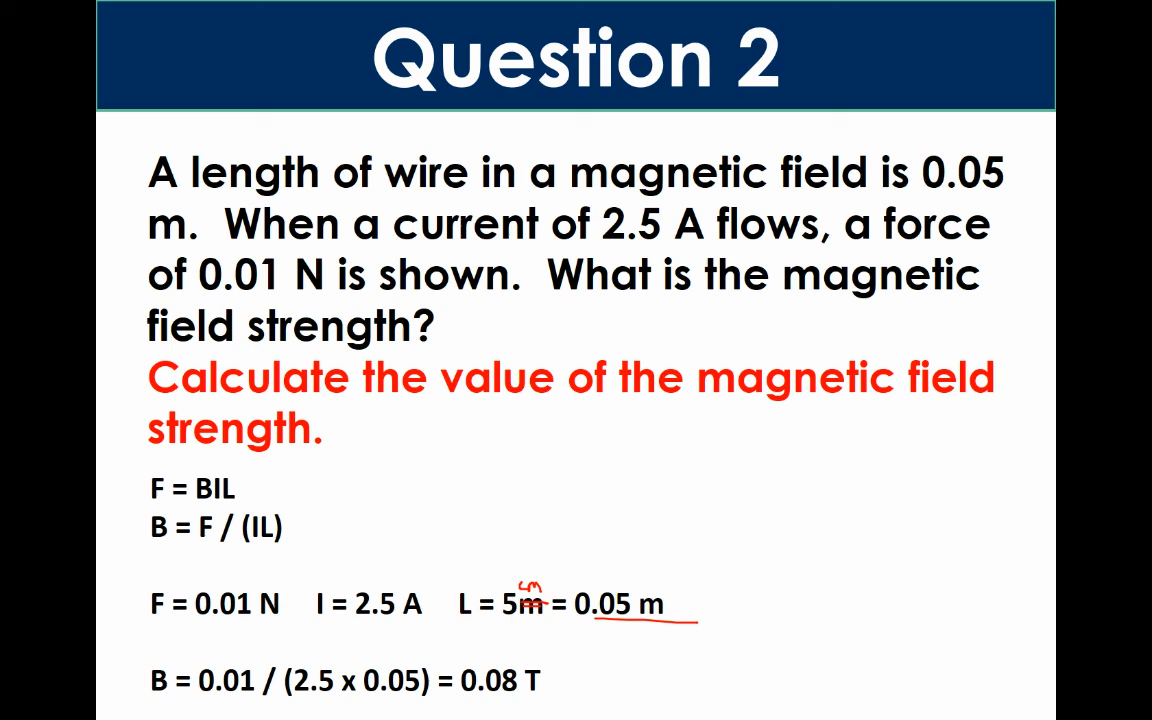 Question 2
A length of wire in a magnetic field is 0.05
m.  When a current of 2.5 A flows, a force
of 0.01 N is shown.  What is the magnetic
field strength?
Calculate the value of the magnetic field
strength.
F = BIL
B = F / (IL)
cm
F = 0.01 N I = 2.5 A L = 5m = 0.05 m
B = 0.01 / (2.5 x 0.05) = 0.08 T